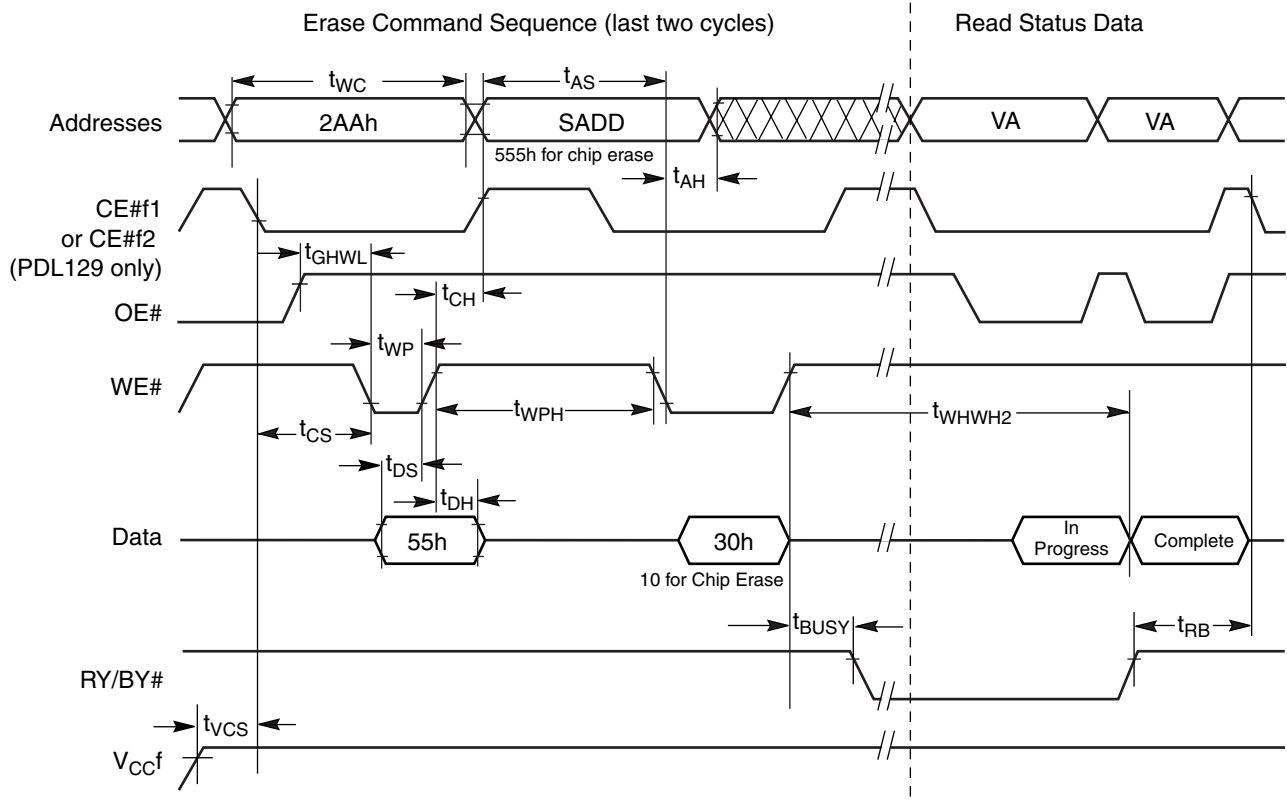 Erase Command Sequence (last two cycles)
Read Status Data
tWC
tAS
Addresses
2AAh
SADD
VA
VA
555h for chip erase
tAH
CE#f1
or CE#f2
(PDL129 only)
tGHWL
tCH
OE#
tWP
WE#
tWPH
tWHWH2
tCS
tDS
tDH
Data
55h
30h
In
Progress
Complete
10 for Chip Erase
tBUSY
tRB
RY/BY#
tVCS
VCCf